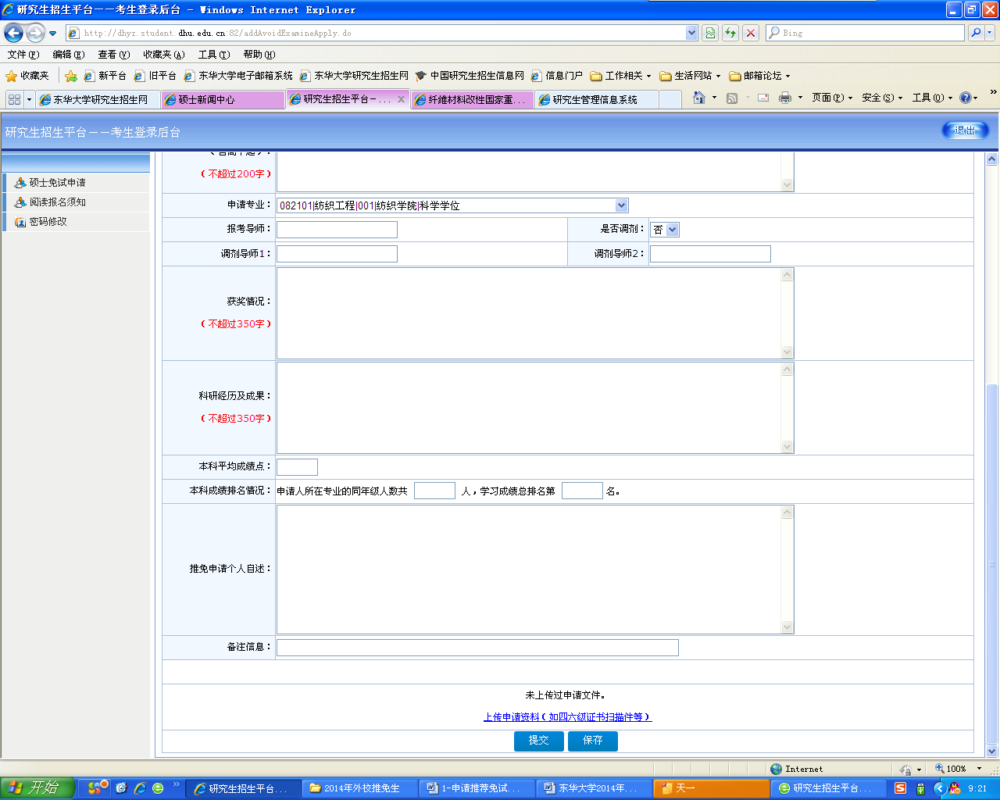 研究生招生平台－－考生登录后台 - Windows Internet Explorer
http://dhyz.student.dhu.edu.cn:82/addAvoidExamineApply.do
Bing
文件(F) 编辑(E) 查看(V) 收藏夹(A) 工具(T) 帮助(H)
收藏夹 新平台 旧平台 东华大学电子邮箱系统 东华大学研究生招生网 中国研究生招生信息网 信息门户 工作相关 生活网站 邮箱论坛
东华大学研究生招生网 硕士新闻中心 研究生招生平台－... 纤维材料改性国家重... 研究生管理信息系统 页面(P) 安全(S) 工具(O)
研究生招生平台－－考生登录后台 退出
硕士免试申请
阅读报名须知
密码修改
（不超过200字）
申请专业： 082101|纺织工程|001|纺织学院|科学学位
报考导师： 是否调剂： 否
调剂导师1： 调剂导师2：
获奖情况：
（不超过350字）
科研经历及成果：
（不超过350字）
本科平均成绩点：
本科成绩排名情况： 申请人所在专业的同年级人数共 人，学习成绩总排名第 名。
推免申请个人自述：
备注信息：
未上传过申请文件。
上传申请资料（如四六级证书扫描件等）
提交 保存
Internet 100%
开始 研究生招生平台... 2014年外校推免生 1-申请推荐免试... 东华大学2014年... 天一 研究生招生平台... 9:21